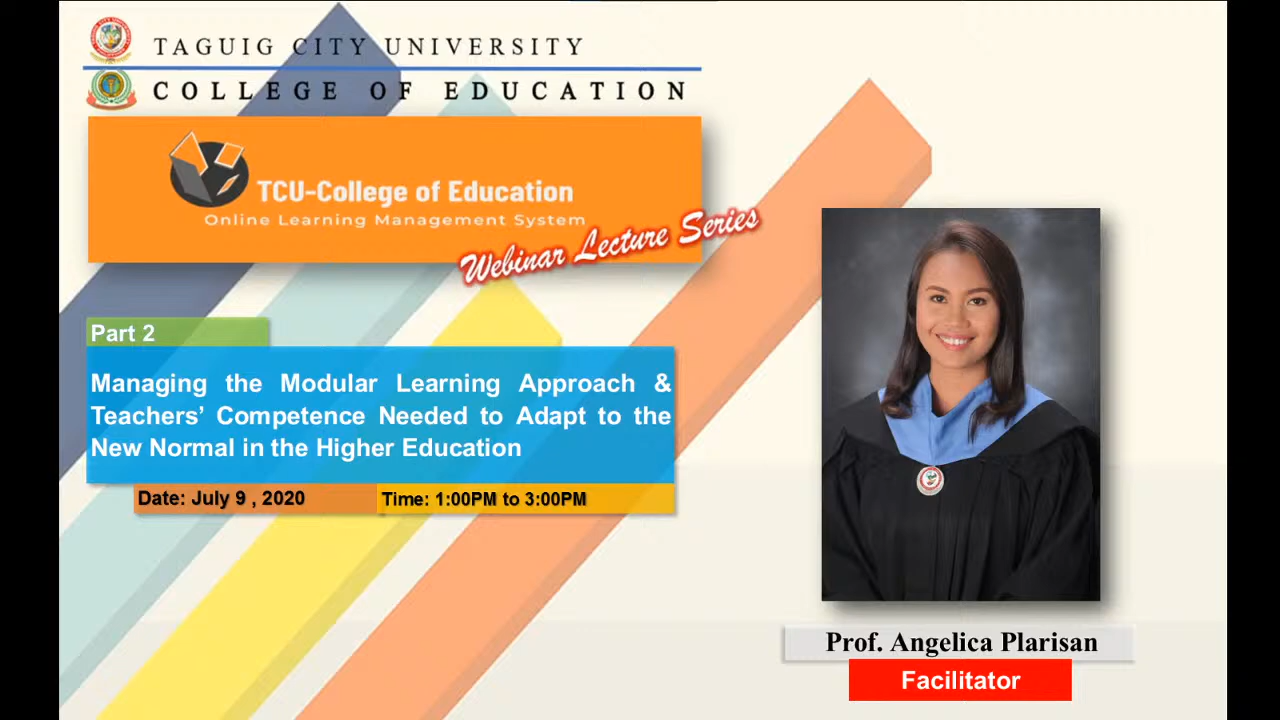 TAGUIG CITY UNIVERSITY
COLLEGE OF EDUCATION
TCU-College of Education
Online Learning Management System
Webinar Lecture Series
Part 2
Managing the Modular Learning Approach &
Teachers’ Competence Needed to Adapt to the
New Normal in the Higher Education
Date: July 9 , 2020
Time: 1:00PM to 3:00PM
Prof. Angelica Plarisan
Facilitator